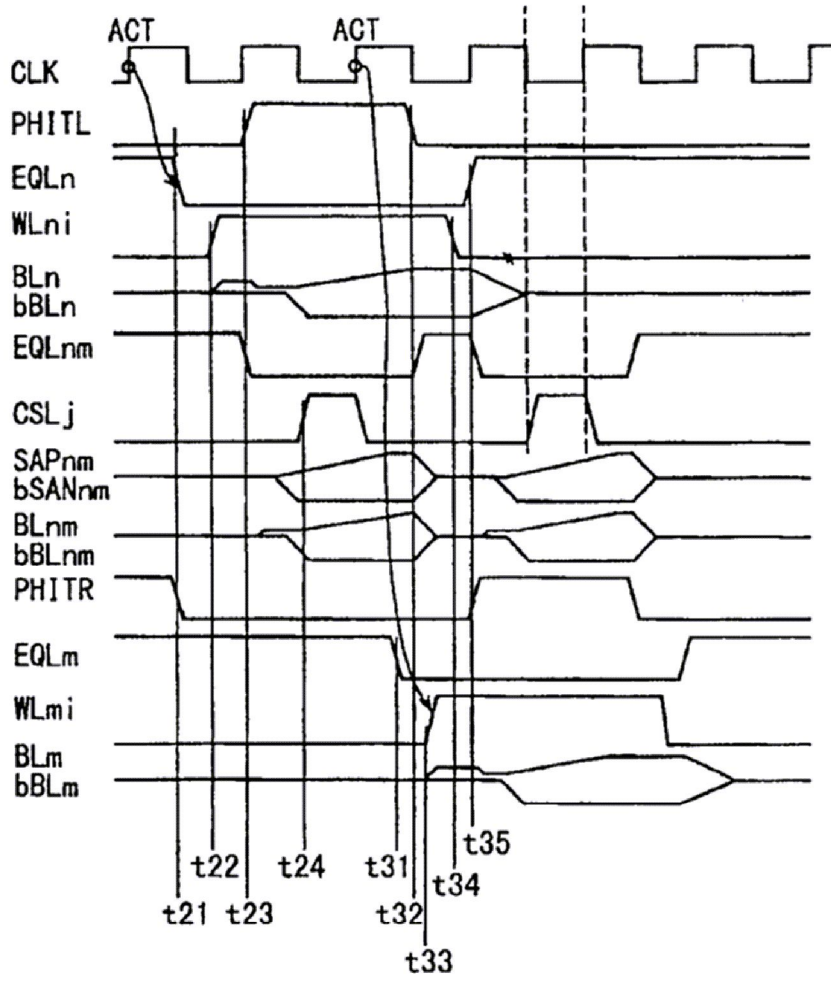 ACT ACT
CLK
PHITL
EQLn
WLni
BLn
bBLn
EQLnm
CSLj
SAPnm
bSANnm
BLnm
bBLnm
PHITR
EQLm
WLmi
BLm
bBLm
t35
t22 t24 t31 t34
t21 t23 t32
t33